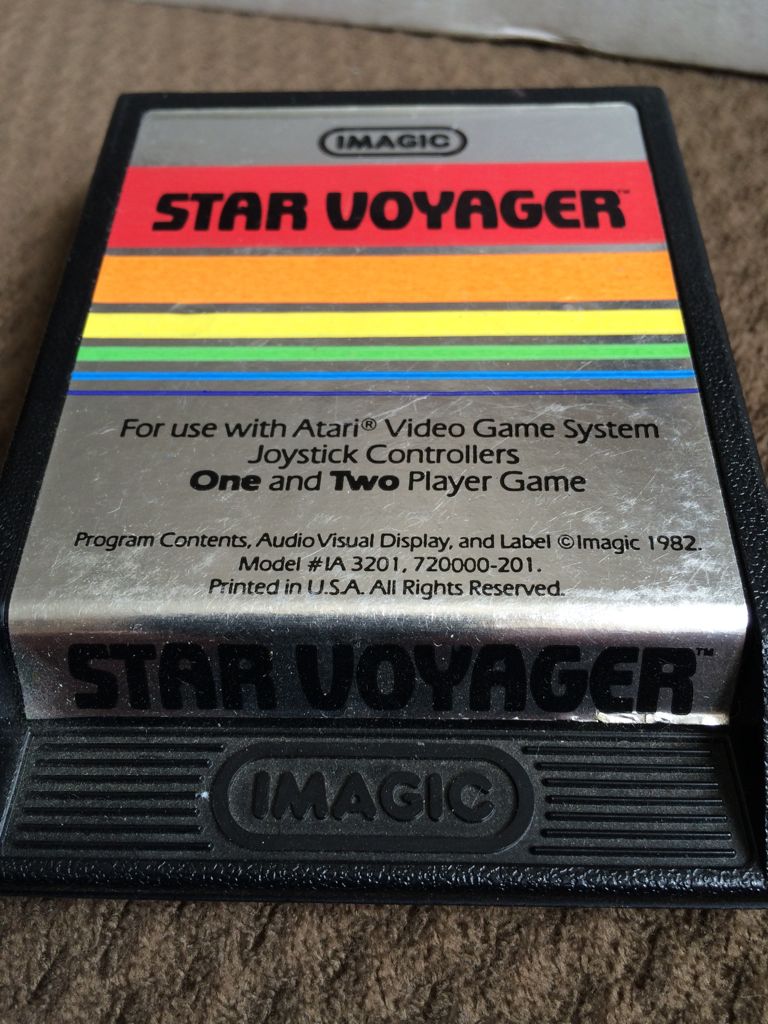 IMAGIC
STAR VOYAGER™
For use with Atari® Video Game System
Joystick Controllers
One and Two Player Game
Program Contents, Audio Visual Display, and Label ©Imagic 1982.
Model #IA 3201, 720000-201.
Printed in U.S.A. All Rights Reserved.
STAR VOYAGER™
IMAGIC